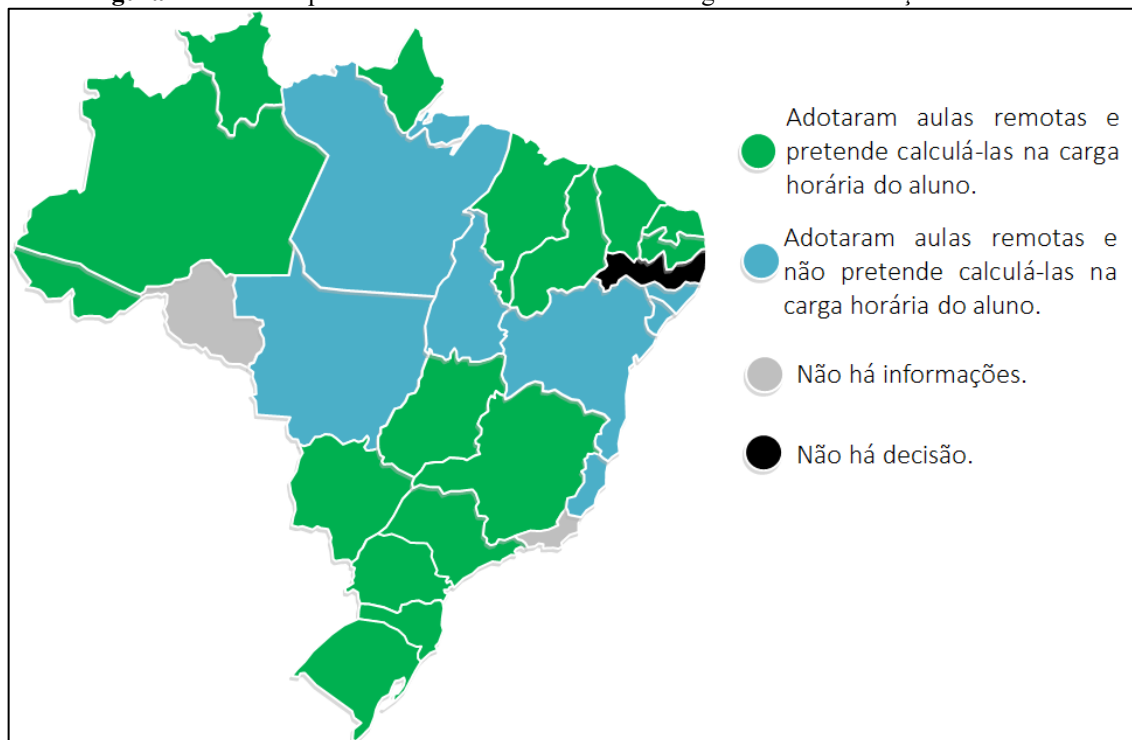 Adotaram aulas remotas e
pretende calculá-las na carga
horária do aluno.
Adotaram aulas remotas e
não pretende calculá-las na
carga horária do aluno.
Não há informações.
Não há decisão.